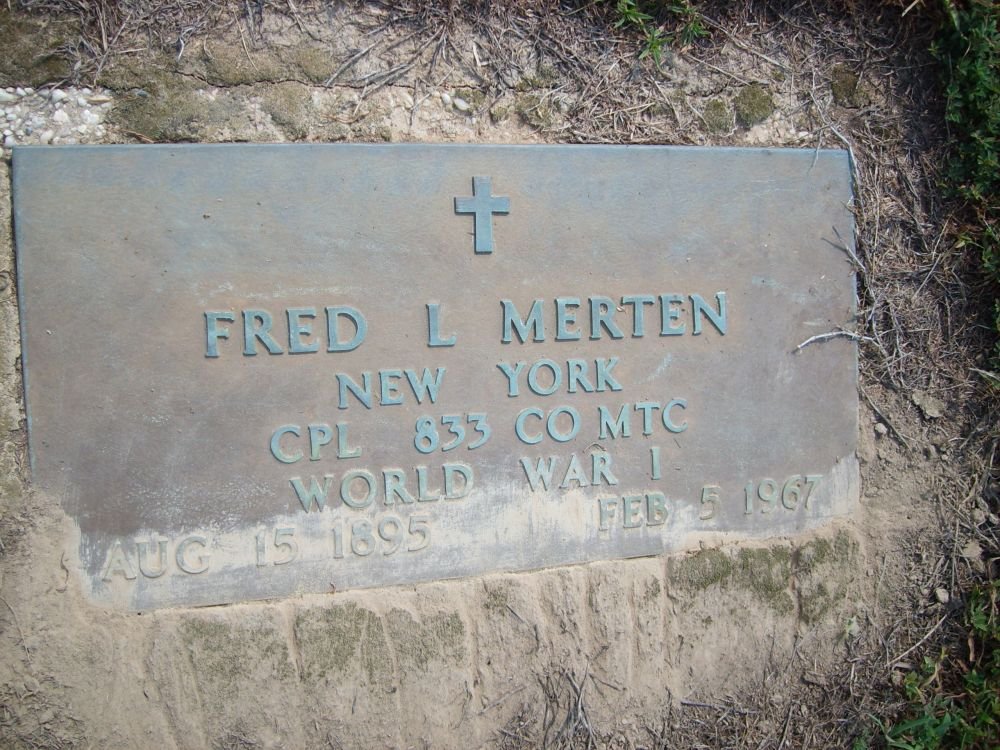 FRED L MERTEN
NEW YORK
CPL 833 CO MTC
WORLD WAR I
AUG 15 1895 FEB 5 1967